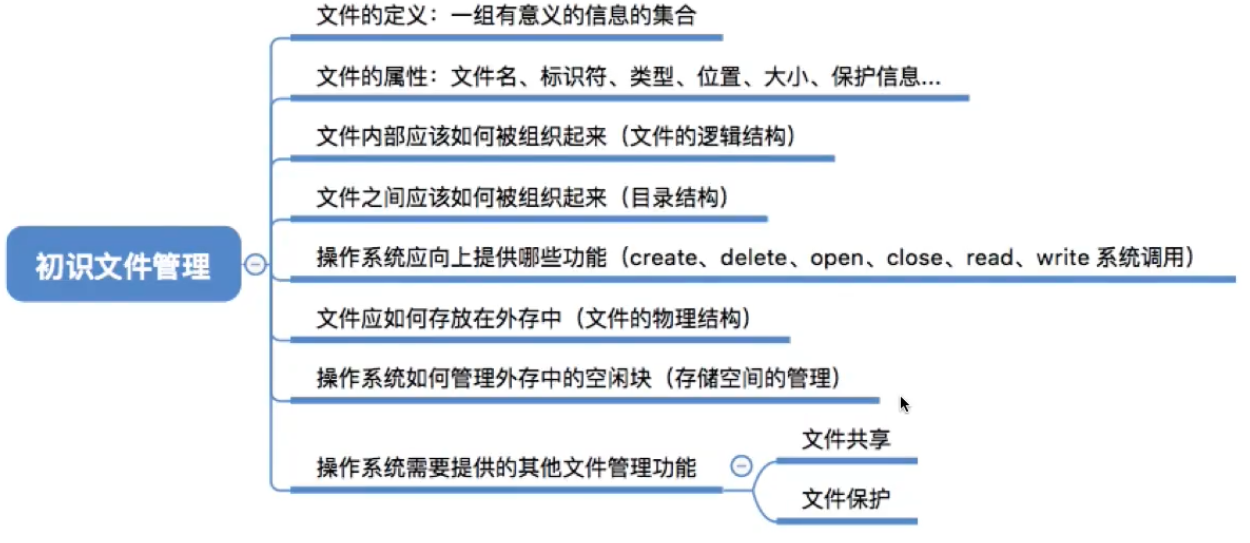 文件的定义：一组有意义的信息的集合
文件的属性：文件名、标识符、类型、位置、大小、保护信息...
文件内部应该如何被组织起来（文件的逻辑结构）
文件之间应该如何被组织起来（目录结构）
初识文件管理
操作系统应向上提供哪些功能（create、delete、open、close、read、write 系统调用）
文件应如何存放在外存中（文件的物理结构）
操作系统如何管理外存中的空闲块（存储空间的管理）
操作系统需要提供的其他文件管理功能
文件共享
文件保护